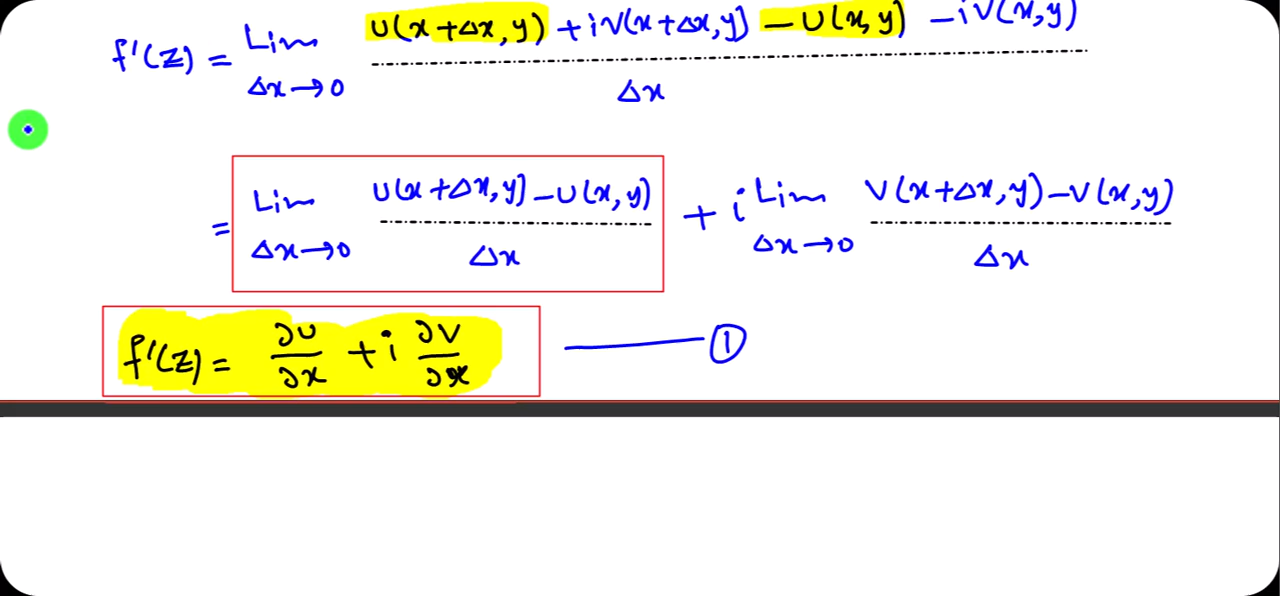 f'(z) = Lim Δx→0 U(x+Δx,y)+iV(x+Δx,y]-U(x,y)-iV(x,y) / Δx
= Lim Δx→0 U(x+Δx,y]-U(x,y) / Δx + i Lim Δx→0 V(x+Δx,y)-V(x,y) / Δx
f'(z) = ∂U/∂x + i ∂V/∂x —— ①